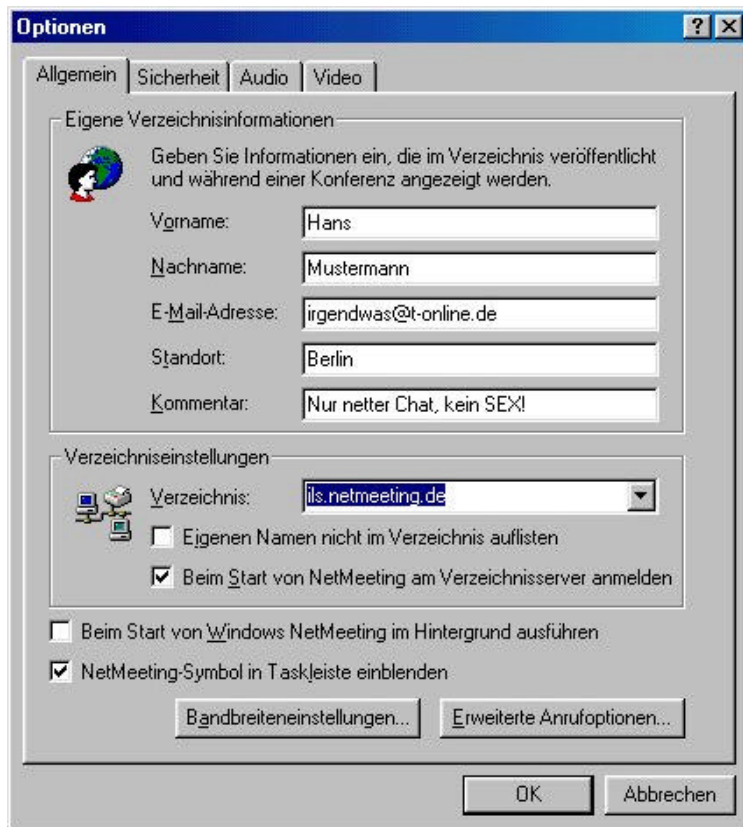 Optionen
Allgemein Sicherheit Audio Video
Eigene Verzeichnisinformationen
Geben Sie Informationen ein, die im Verzeichnis veröffentlicht
und während einer Konferenz angezeigt werden.
Vorname: Hans
Nachname: Mustermann
E-Mail-Adresse: irgendwas@t-online.de
Standort: Berlin
Kommentar: Nur netter Chat, kein SEX!
Verzeichniseinstellungen
Verzeichnis: ils.netmeeting.de
Eigenen Namen nicht im Verzeichnis auflisten
Beim Start von NetMeeting am Verzeichnisserver anmelden
Beim Start von Windows NetMeeting im Hintergrund ausführen
NetMeeting-Symbol in Taskleiste einblenden
Bandbreiteneinstellungen... Erweiterte Anrufoptionen...
OK Abbrechen